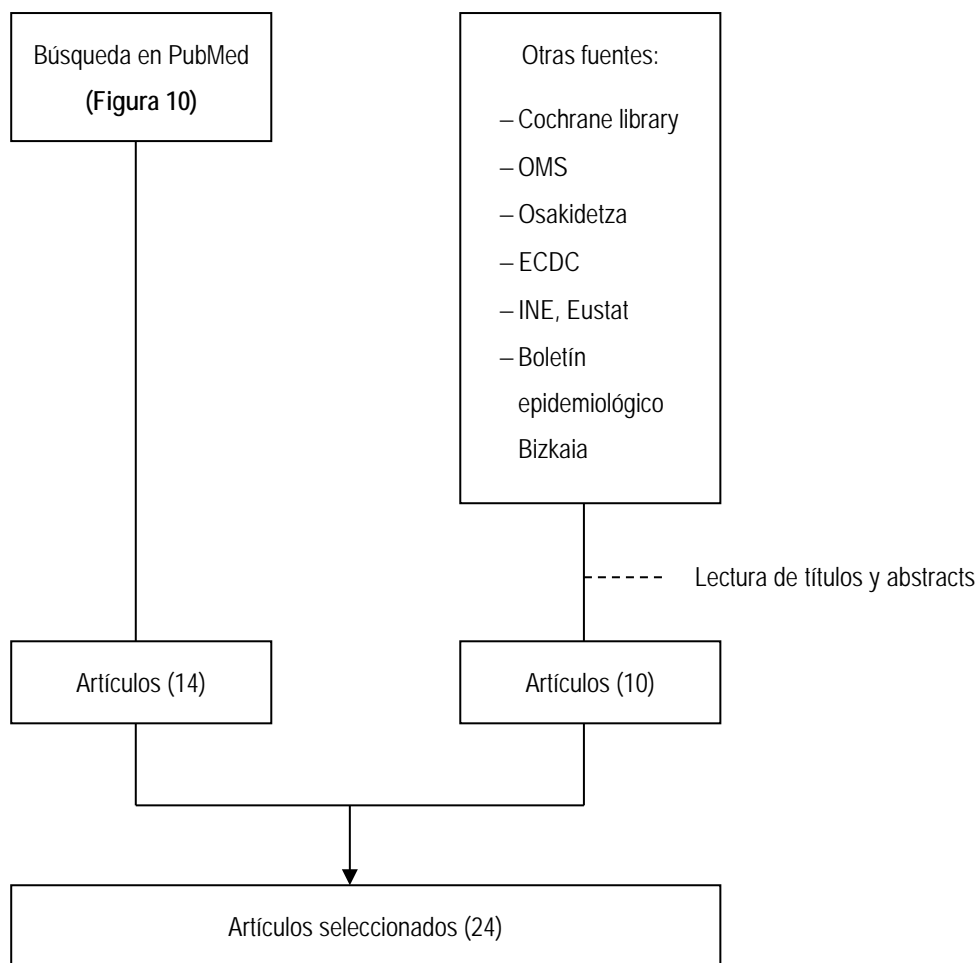 Búsqueda en PubMed
(Figura 10)
Otras fuentes:
– Cochrane library
– OMS
– Osakidetza
– ECDC
– INE, Eustat
– Boletín
epidemiológico
Bizkaia
Lectura de títulos y abstracts
Artículos (14)
Artículos (10)
Artículos seleccionados (24)